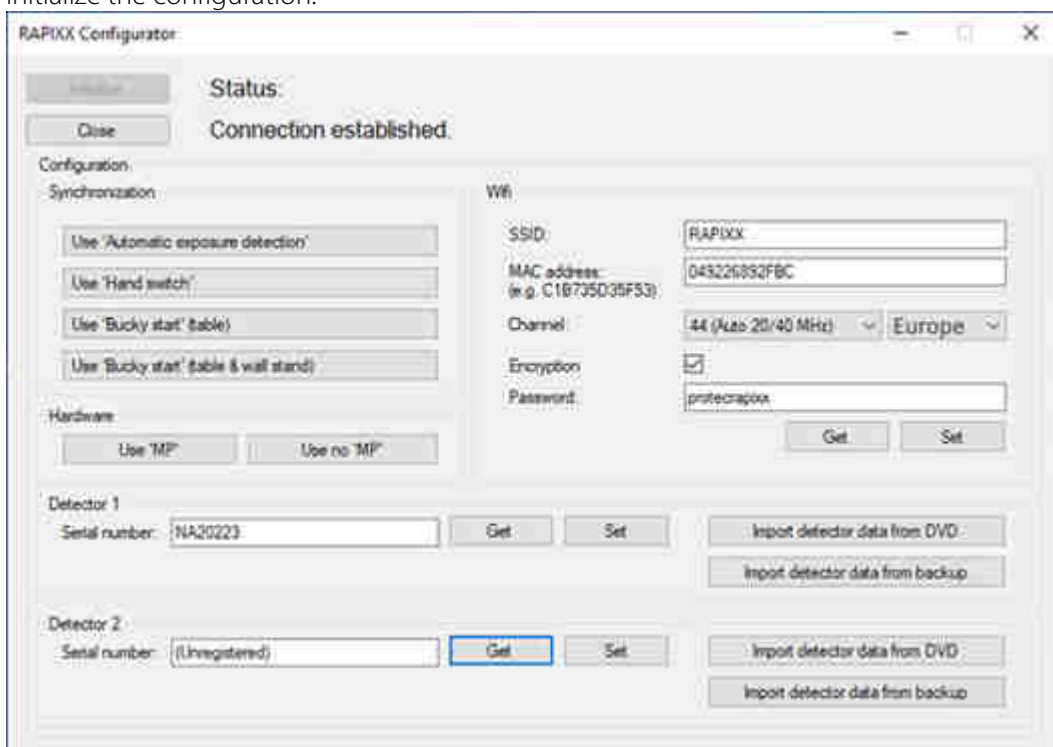 initialize the configuration.
RAPIXX Configurator
Status:
Close
Connection established.
Configuration
Synchronization
Use 'Automatic exposure detection'
Use 'Hand switch'
Use 'Bucky start' (table)
Use 'Bucky start' (table & wall stand)
Hardware
Use 'MP'
Use no 'MP'
Wifi
SSID:
RAPIXX
MAC address:
(e.g. C1B735D35F53)
049226892FBC
Channel:
44 (Auto 20/40 MHz)
Europe
Encryption
Password:
protecrapixx
Get
Set
Detector 1
Serial number: NA20223
Get
Set
Import detector data from DVD
Import detector data from backup
Detector 2
Serial number: (Unregistered)
Get
Set
Import detector data from DVD
Import detector data from backup